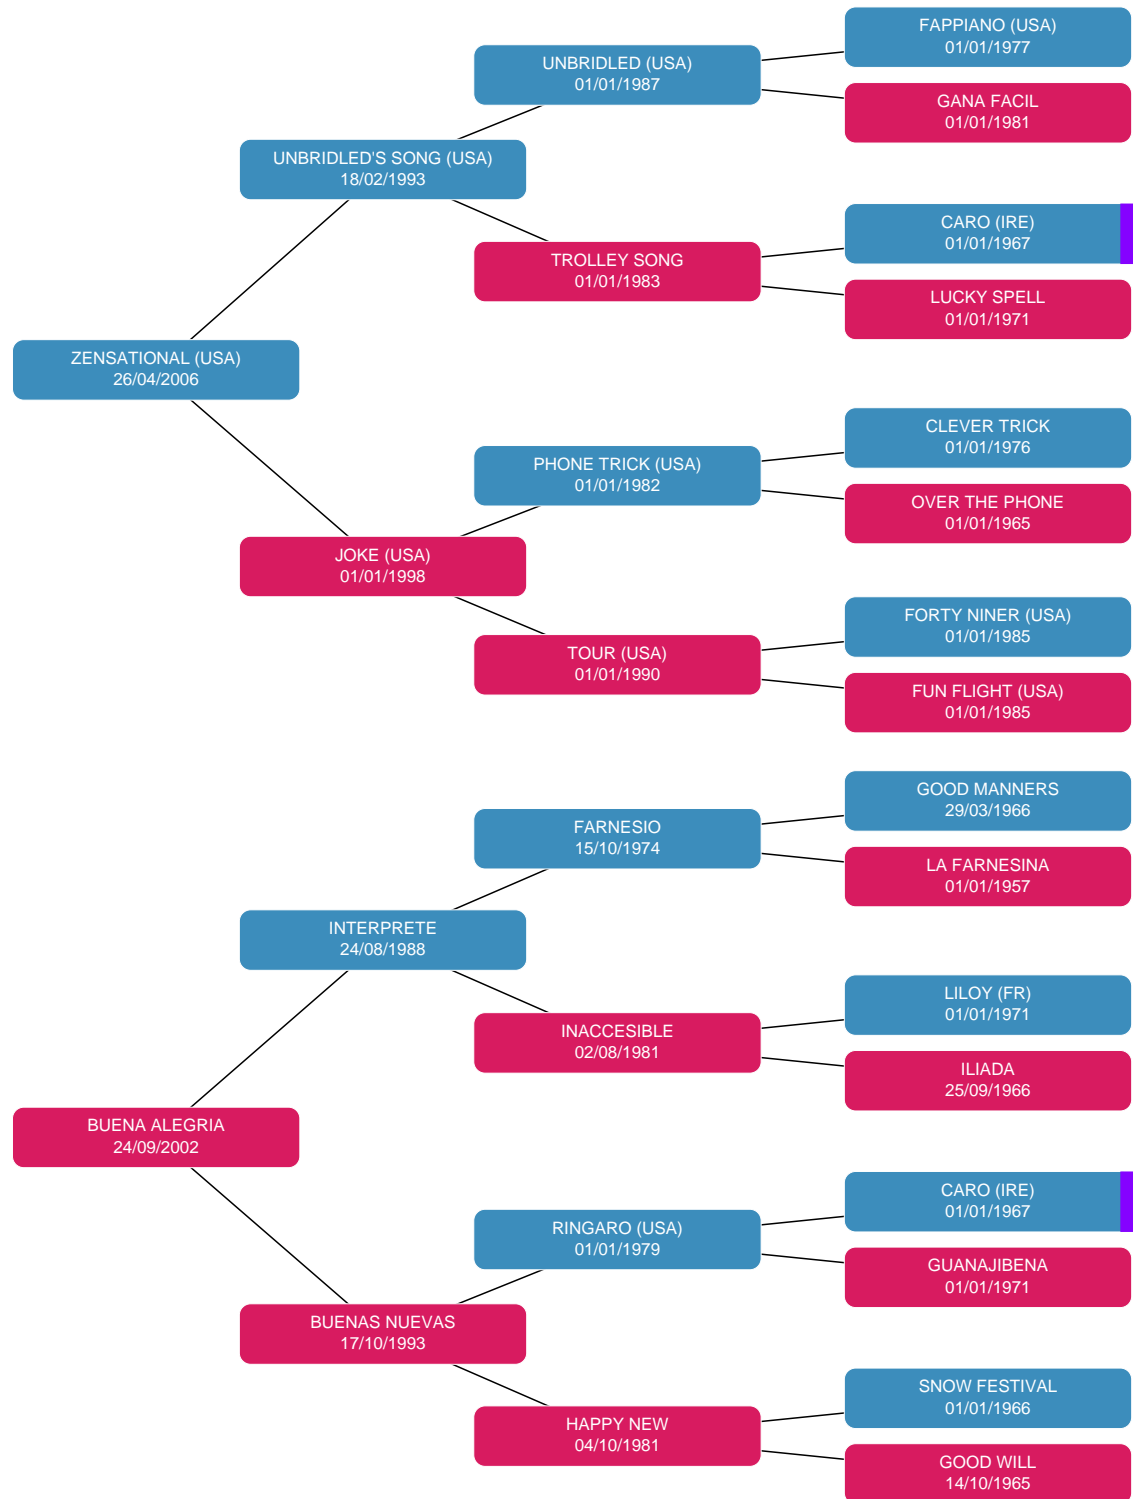 FAPPIANO (USA)
01/01/1977
UNBRIDLED (USA)
01/01/1987
GANA FACIL
01/01/1981
UNBRIDLED'S SONG (USA)
18/02/1993
CARO (IRE)
01/01/1967
TROLLEY SONG
01/01/1983
LUCKY SPELL
01/01/1971
ZENSATIONAL (USA)
26/04/2006
CLEVER TRICK
01/01/1976
PHONE TRICK (USA)
01/01/1982
OVER THE PHONE
01/01/1965
JOKE (USA)
01/01/1998
FORTY NINER (USA)
01/01/1985
TOUR (USA)
01/01/1990
FUN FLIGHT (USA)
01/01/1985
GOOD MANNERS
29/03/1966
FARNESIO
15/10/1974
LA FARNESINA
01/01/1957
INTERPRETE
24/08/1988
LILOY (FR)
01/01/1971
INACCESIBLE
02/08/1981
ILIADA
25/09/1966
BUENA ALEGRIA
24/09/2002
CARO (IRE)
01/01/1967
RINGARO (USA)
01/01/1979
GUANAJIBENA
01/01/1971
BUENAS NUEVAS
17/10/1993
SNOW FESTIVAL
01/01/1966
HAPPY NEW
04/10/1981
GOOD WILL
14/10/1965